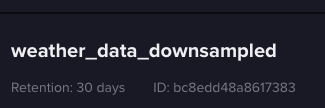 weather_data_downsampled
Retention: 30 days ID: bc8edd48a8617383